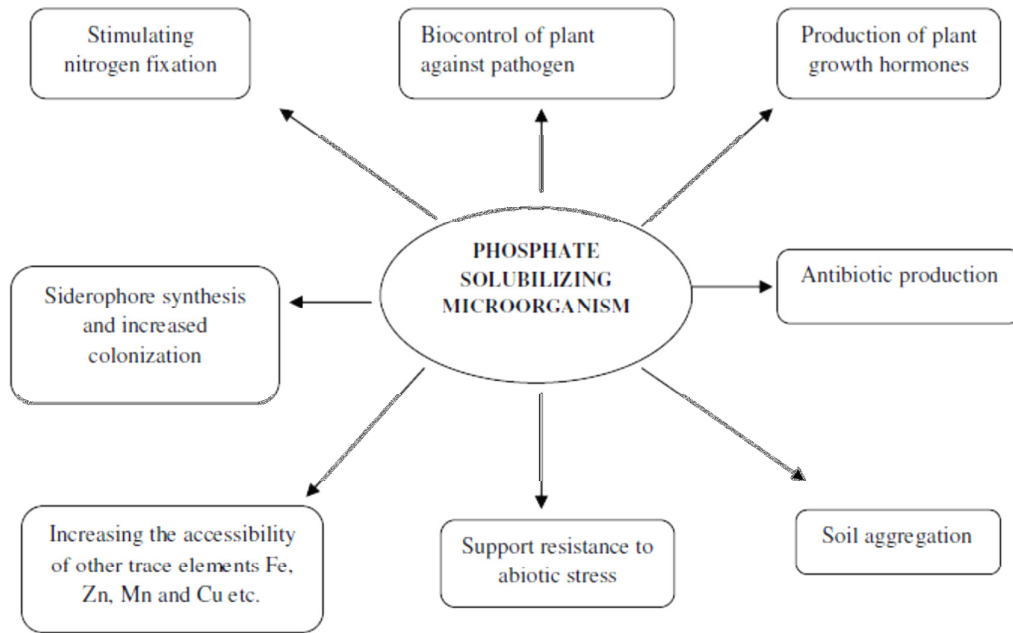 Stimulating
nitrogen fixation
Biocontrol of plant
against pathogen
Production of plant
growth hormones
PHOSPHATE
SOLUBILIZING
MICROORGANISM
Siderophore synthesis
and increased
colonization
Antibiotic production
Increasing the accessibility
of other trace elements Fe,
Zn, Mn and Cu etc.
Support resistance to
abiotic stress
Soil aggregation